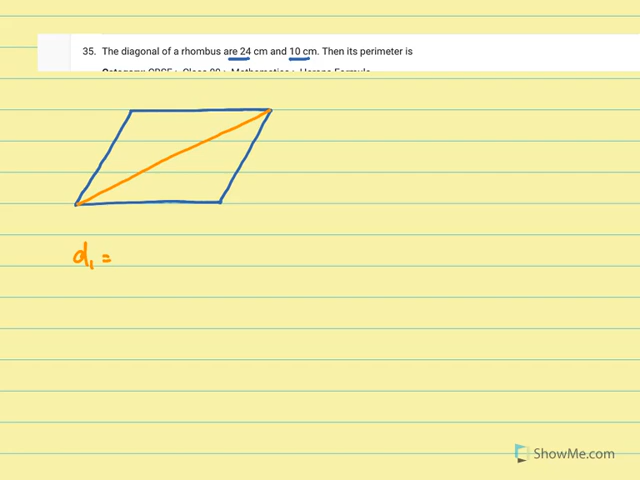 35. The diagonal of a rhombus are 24 cm and 10 cm. Then its perimeter is
d₁ =
ShowMe.com